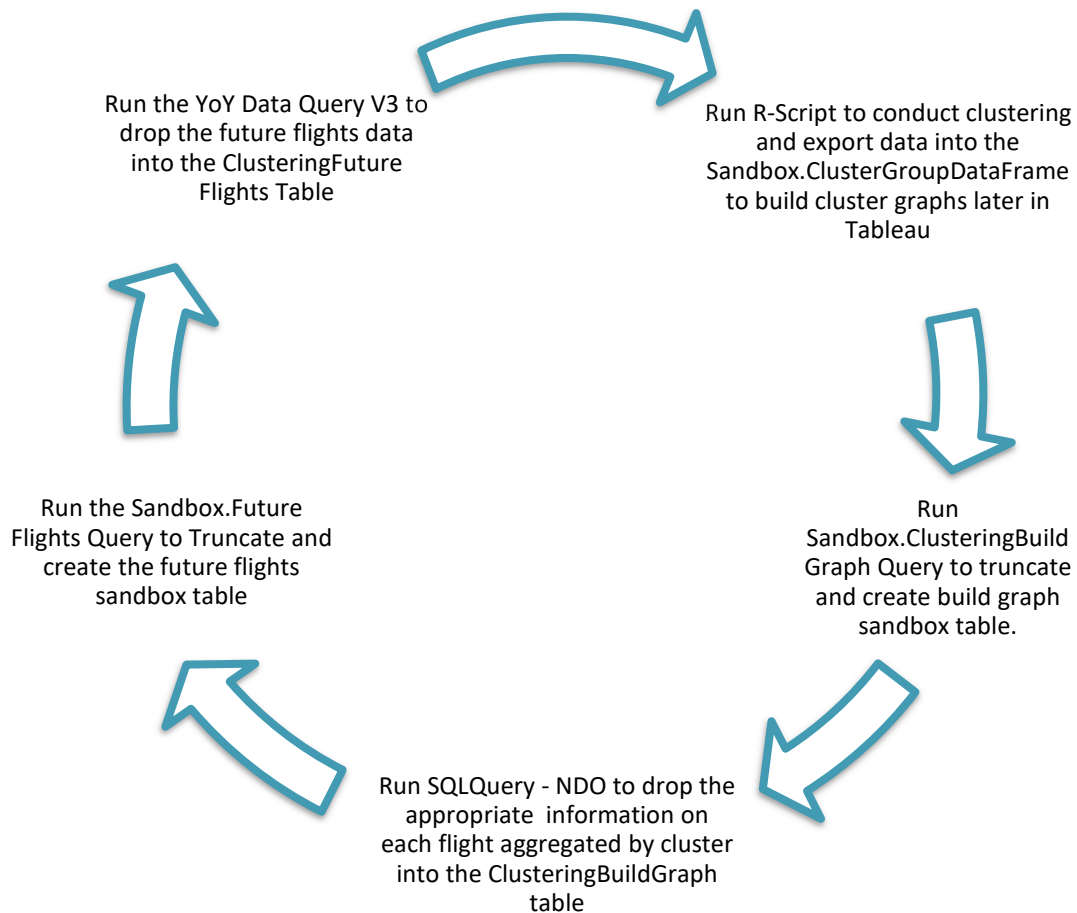 Run the YoY Data Query V3 to
drop the future flights data
into the ClusteringFuture
Flights Table
Run R-Script to conduct clustering
and export data into the
Sandbox.ClusterGroupDataFrame
to build cluster graphs later in
Tableau
Run
Sandbox.ClusteringBuild
Graph Query to truncate
and create build graph
sandbox table.
Run SQLQuery - NDO to drop the
appropriate  information on
each flight aggregated by cluster
into the ClusteringBuildGraph
table
Run the Sandbox.Future
Flights Query to Truncate and
create the future flights
sandbox table